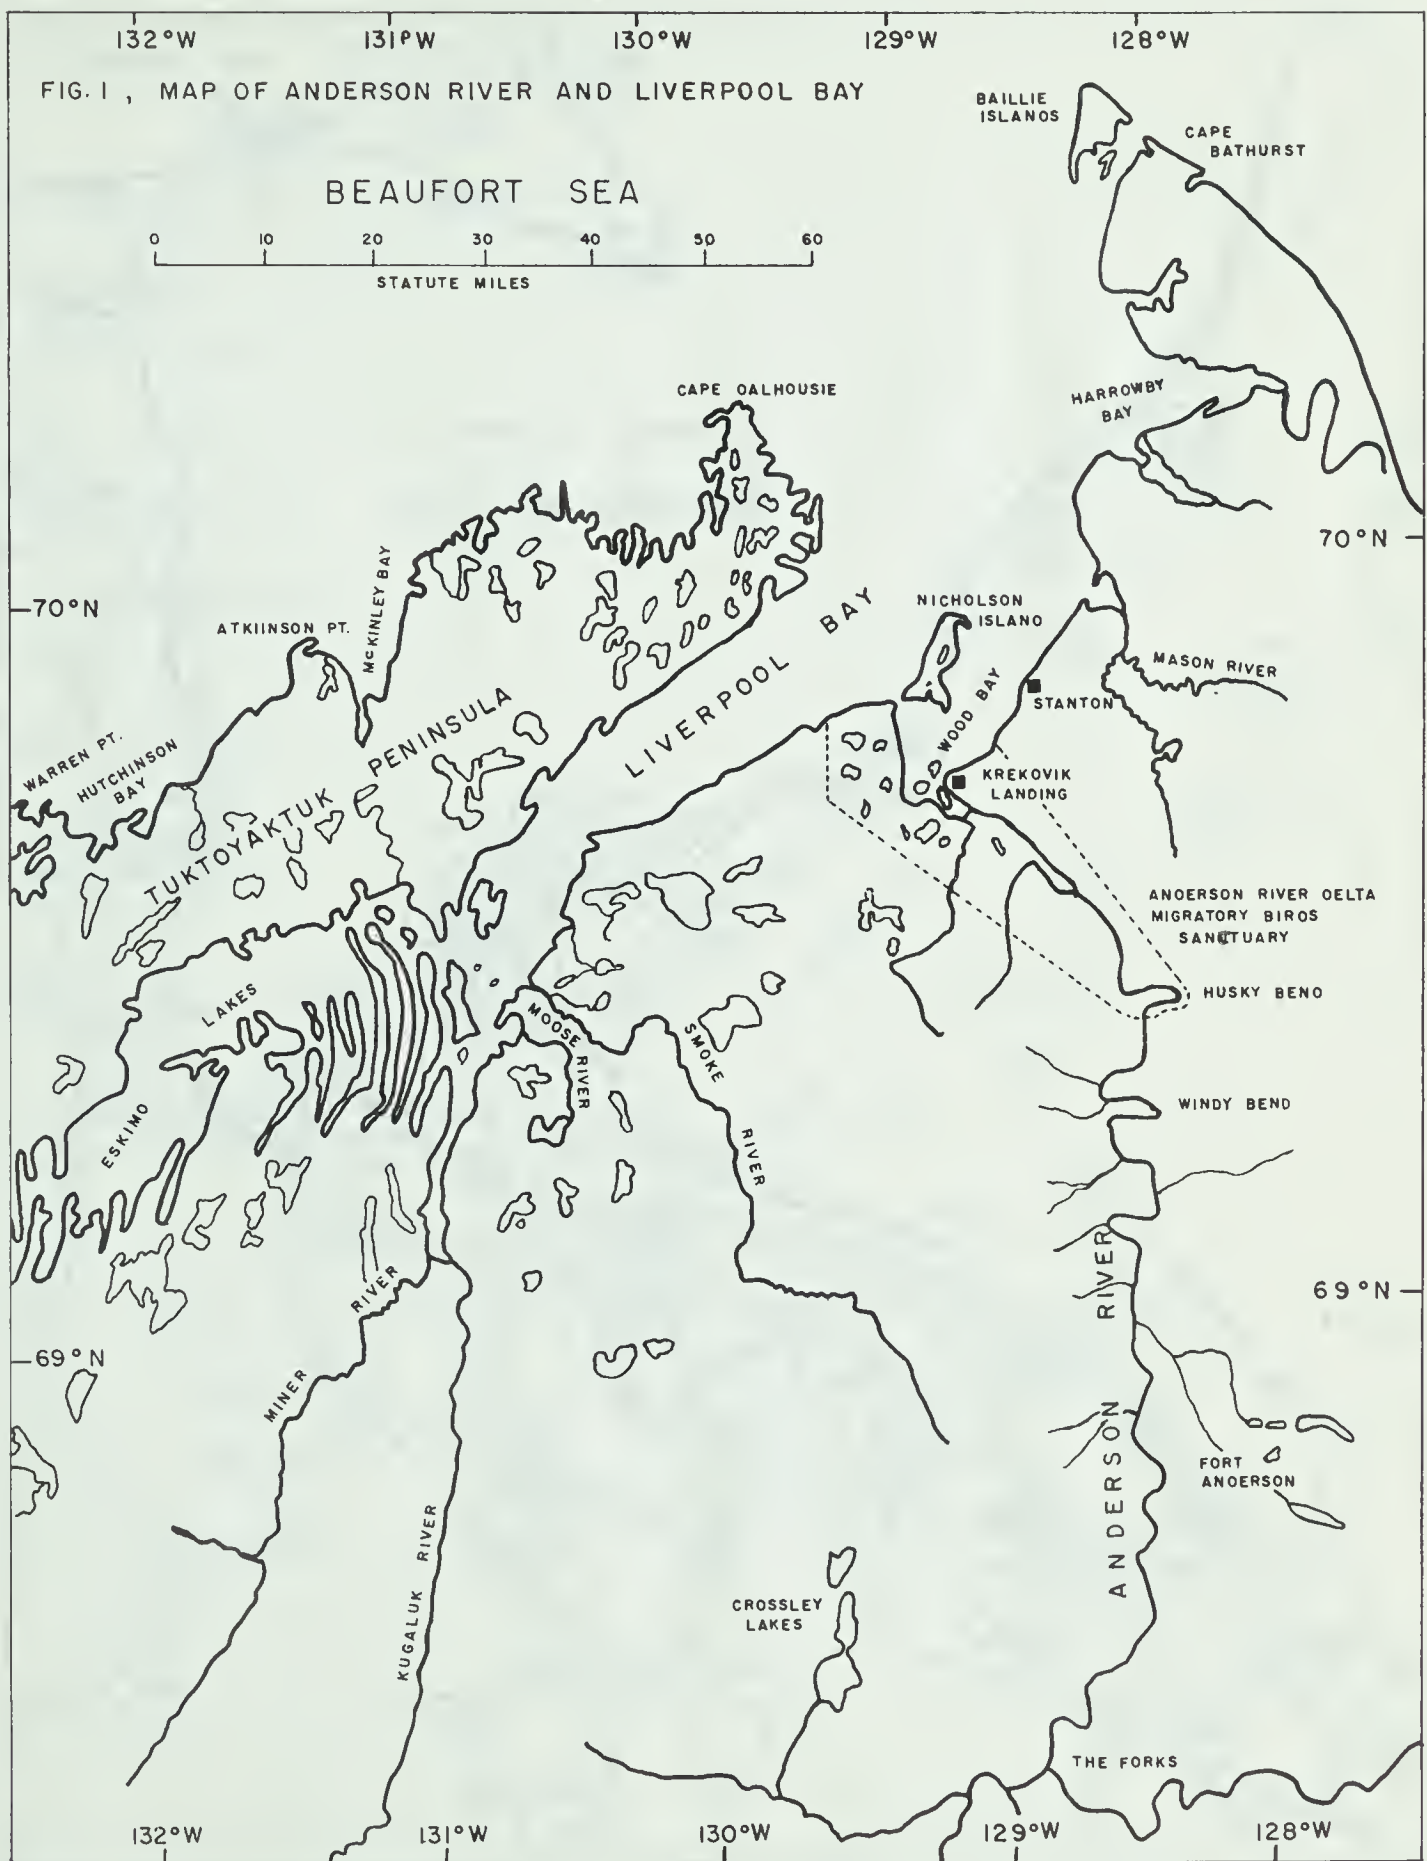 132°W 131°W 130°W 129°W 128°W
FIG. 1 , MAP OF ANDERSON RIVER AND LIVERPOOL BAY
BAILLIE
ISLANOS
CAPE
BATHURST
BEAUFORT SEA
0 10 20 30 40 50 60
STATUTE MILES
CAPE OALHOUSIE
HARROWBY
BAY
70°N
70°N
ATKIINSON PT.
McKINLEY BAY
LIVERPOOL BAY
NICHOLSON
ISLANO
MASON RIVER
STANTON
WOOD BAY
WARREN PT.
HUTCHINSON
BAY
TUKTOYAKTUK PENINSULA
KREKOVIK
LANDING
ANOERSON RIVER OELTA
MIGRATORY BIROS
SANCTUARY
HUSKY BENO
ESKIMO LAKES
MOOSE RIVER
SMOKE RIVER
WINDY BEND
69°N
69°N
MINER RIVER
KUGALUK RIVER
ANDERSON RIVER
FORT
ANOERSON
CROSSLEY
LAKES
THE FORKS
132°W 131°W 130°W 129°W 128°W